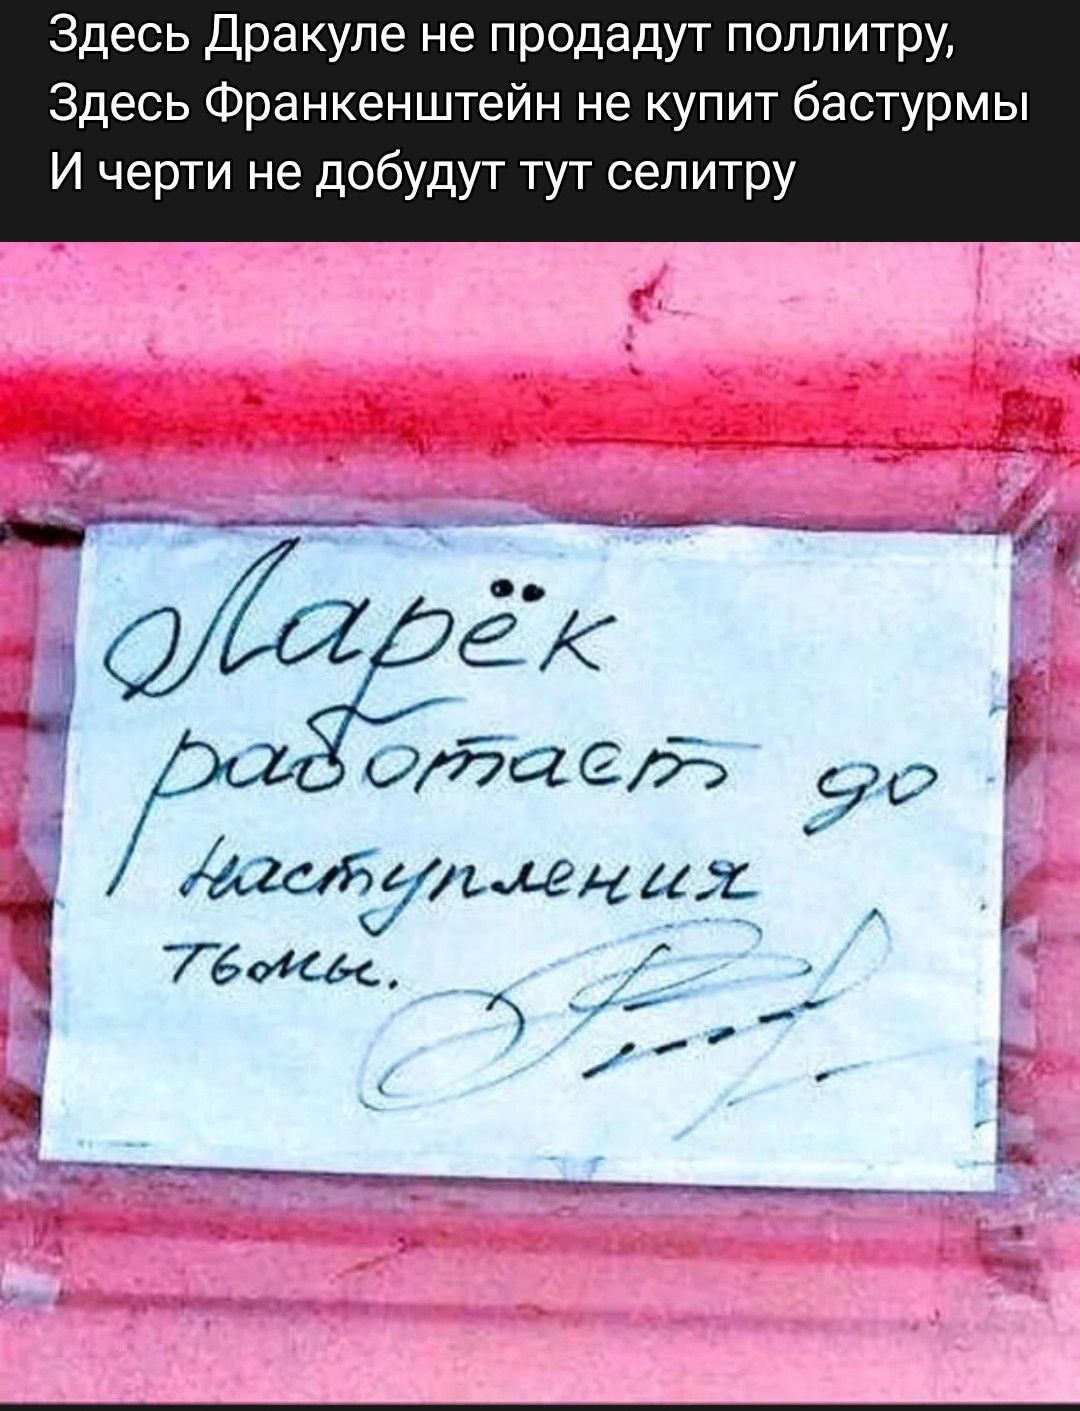 Здесь Дракуле не продадут поллитру,
Здесь Франкенштейн не купит бастурмы
И черти не добудут тут селитру
Ларёк
работает до
наступления
тьмы.